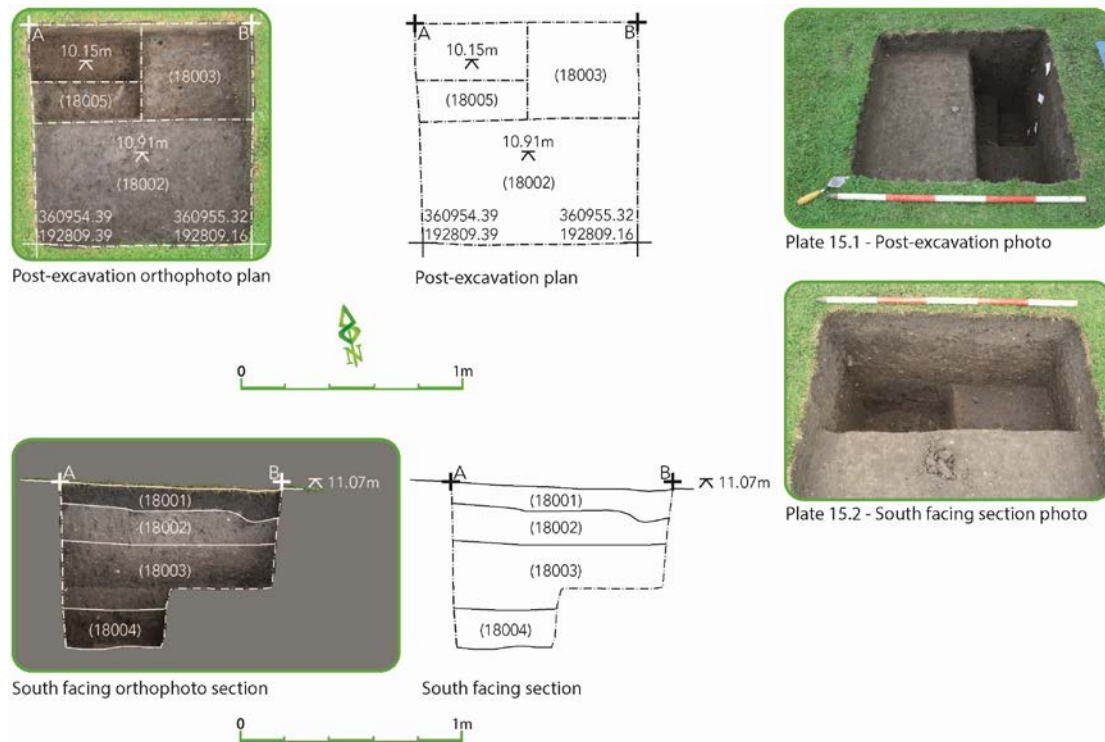 A
B
10.15m
(18003)
(18005)
10.91m
(18002)
360954.39
192809.39
360955.32
192809.16
Post-excavation orthophoto plan
A
B
10.15m
(18003)
(18005)
10.91m
(18002)
360954.39
192809.39
360955.32
192809.16
Post-excavation plan
Plate 15.1 - Post-excavation photo
Plate 15.2 - South facing section photo
N
0
1m
A
B
11.07m
(18001)
(18002)
(18003)
(18004)
South facing orthophoto section
A
B
11.07m
(18001)
(18002)
(18003)
(18004)
South facing section
0
1m